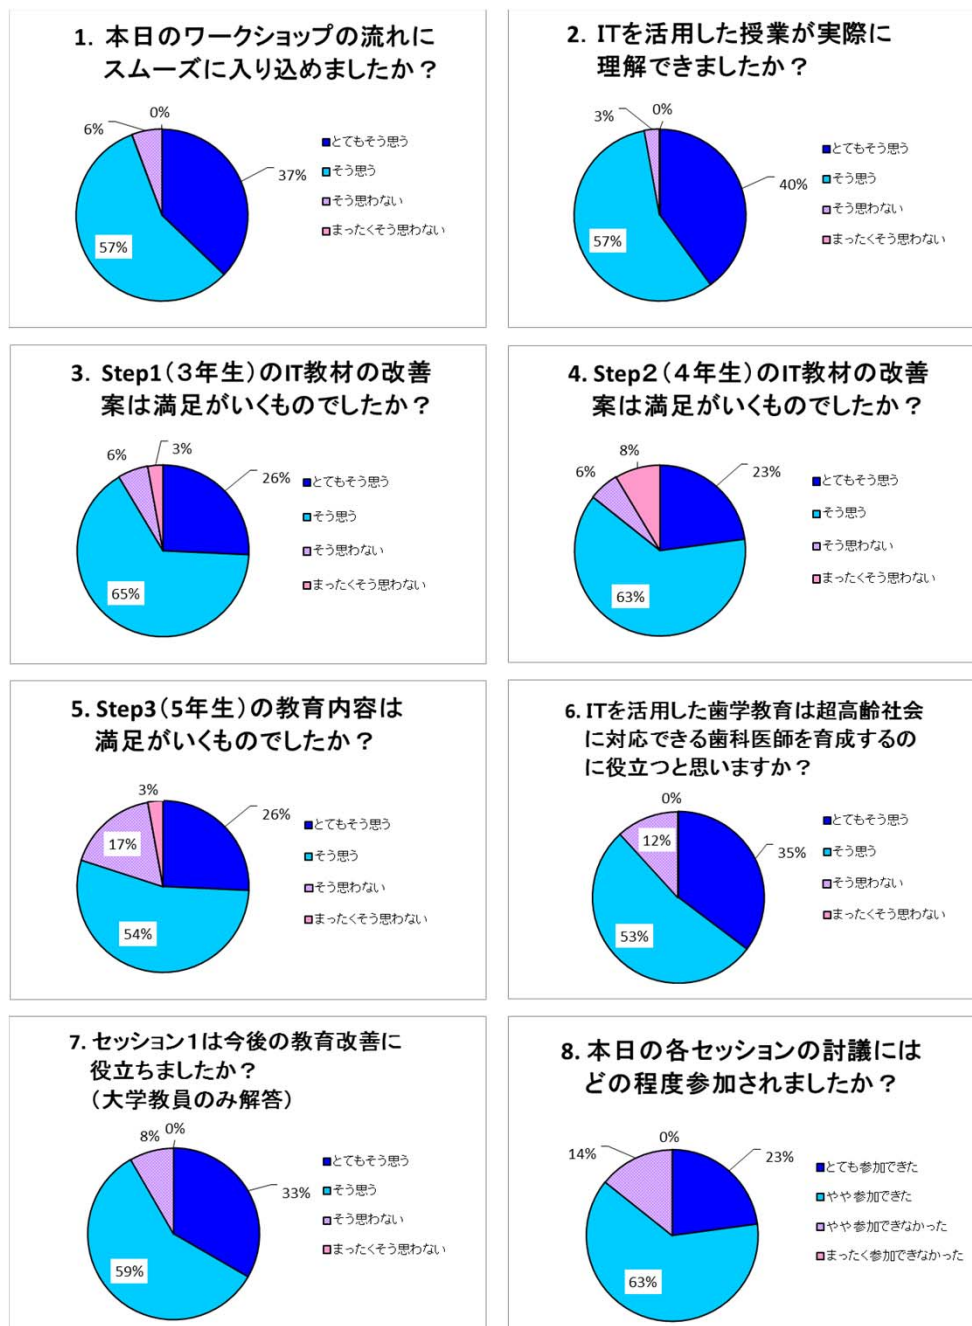 1. 本日のワークショップの流れに
スムーズに入り込めましたか？
0%
6%
37%
57%
とてもそう思う
そう思う
そう思わない
まったくそう思わない
2. ITを活用した授業が実際に
理解できましたか？
0%
3%
40%
57%
とてもそう思う
そう思う
そう思わない
まったくそう思わない
3. Step1（３年生）のIT教材の改善
案は満足がいくものでしたか？
3%
6%
26%
65%
とてもそう思う
そう思う
そう思わない
まったくそう思わない
4. Step２（４年生）のIT教材の改善
案は満足がいくものでしたか？
8%
6%
23%
63%
とてもそう思う
そう思う
そう思わない
まったくそう思わない
5. Step3（5年生）の教育内容は
満足がいくものでしたか？
3%
26%
17%
54%
とてもそう思う
そう思う
そう思わない
まったくそう思わない
6. ITを活用した歯学教育は超高齢社会
に対応できる歯科医師を育成するの
に役立つと思いますか？
0%
12%
35%
53%
とてもそう思う
そう思う
そう思わない
まったくそう思わない
7. セッション１は今後の教育改善に
役立ちましたか？
（大学教員のみ解答）
0%
8%
33%
59%
とてもそう思う
そう思う
そう思わない
まったくそう思わない
8. 本日の各セッションの討議には
どの程度参加されましたか？
0%
14%
23%
63%
とても参加できた
やや参加できた
やや参加できなかった
まったく参加できなかった